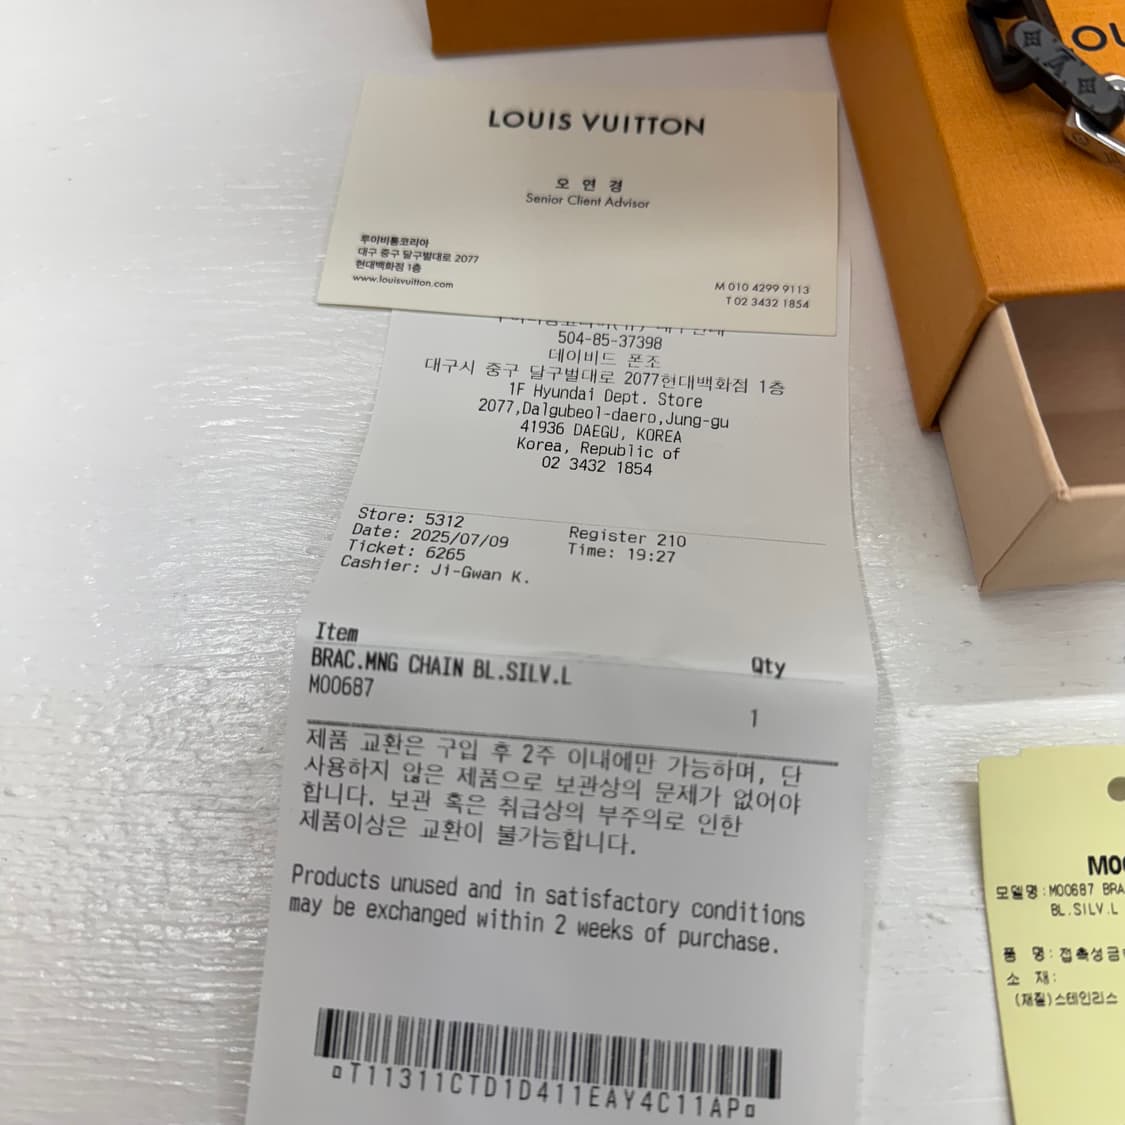 LOU
LOUIS VUITTON
오 연 경
Senior Client Advisor
루이비통코리아
대구 중구 달구벌대로 2077
현대백화점 1층
www.louisvuitton.com
M 010 4299 9113
T 02 3432 1854
504-85-37398
데이비드 폰조
대구시 중구 달구벌대로 2077현대백화점 1층
1F Hyundai Dept. Store
2077,Dalgubeol-daero,Jung-gu
41936 DAEGU, KOREA
Korea, Republic of
02 3432 1854
Store: 5312
Date: 2025/07/09 Register 210
Ticket: 6265 Time: 19:27
Cashier: Ji-Gwan K.
Item Qty
BRAC.MNG CHAIN BL.SILV.L
M00687 1
제품 교환은 구입 후 2주 이내에만 가능하며, 단
사용하지 않은 제품으로 보관상의 문제가 없어야
합니다. 보관 혹은 취급상의 부주의로 인한
제품이상은 교환이 불가능합니다.
Products unused and in satisfactory conditions
may be exchanged within 2 weeks of purchase.
¤T11311CTD1D411EAY4C11AP¤
M00
모델명:M00687 BRA
BL.SILV.L
품 명: 접촉성금
소 재:
(재질)스테인리스